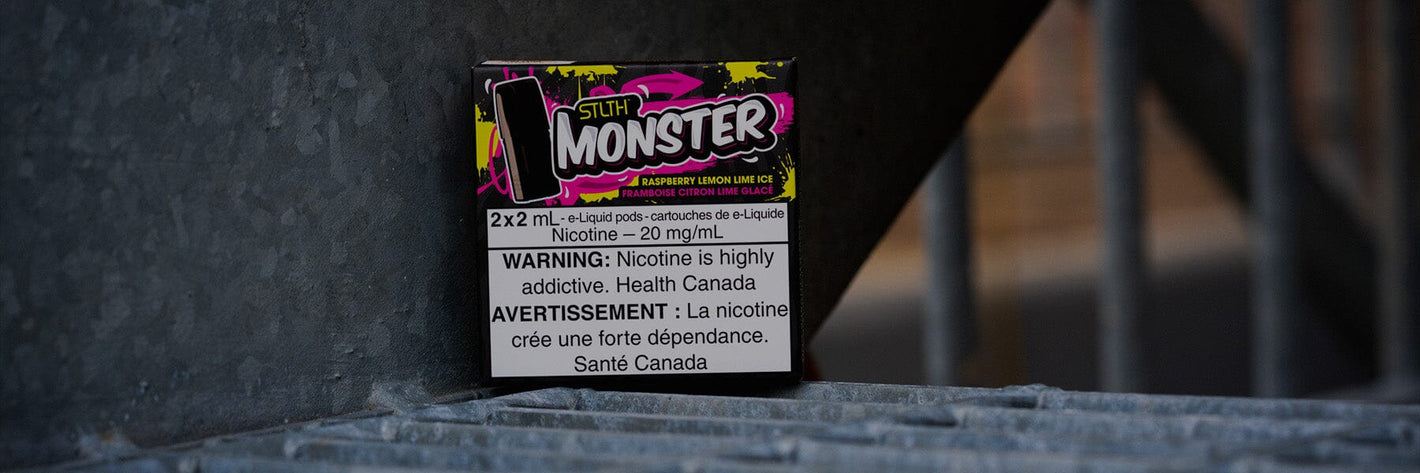 STLTH
MONSTER
RASPBERRY LEMON LIME ICE
FRAMBOISE CITRON LIME GLACÉ
2x2 mL - e-Liquid pods - cartouches de e-Liquide
Nicotine – 20 mg/mL
WARNING: Nicotine is highly
addictive. Health Canada
AVERTISSEMENT : La nicotine
crée une forte dépendance.
Santé Canada